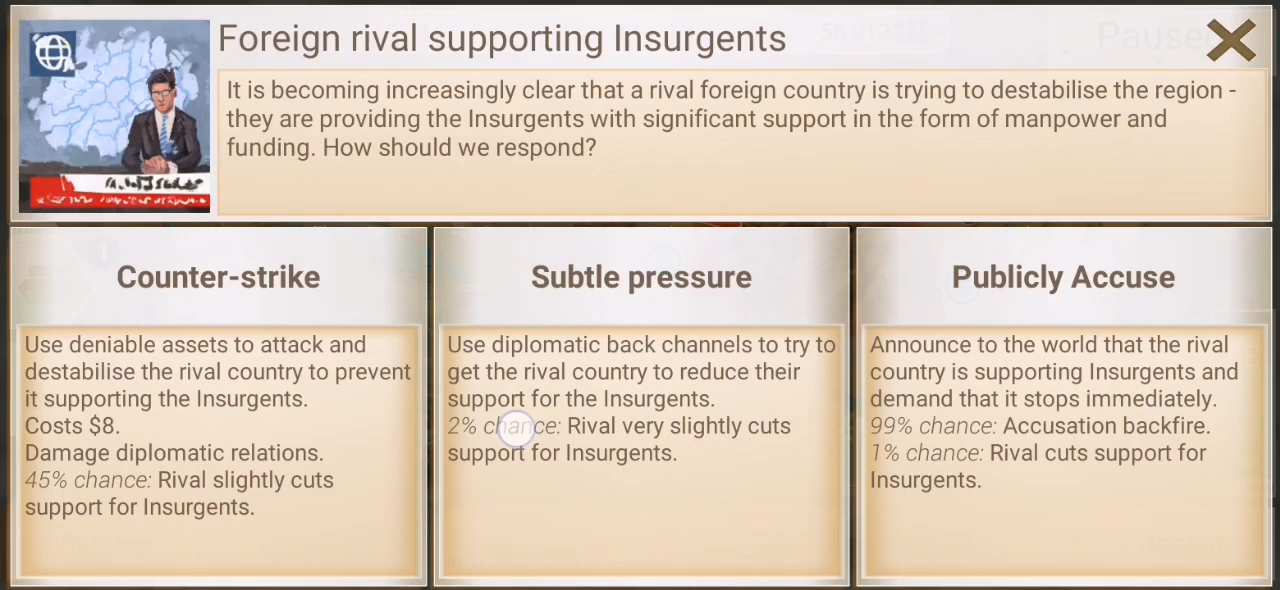 Foreign rival supporting Insurgents
It is becoming increasingly clear that a rival foreign country is trying to destabilise the region -
they are providing the Insurgents with significant support in the form of manpower and
funding. How should we respond?
Counter-strike
Use deniable assets to attack and
destabilise the rival country to prevent
it supporting the Insurgents.
Costs $8.
Damage diplomatic relations.
45% chance: Rival slightly cuts
support for Insurgents.
Subtle pressure
Use diplomatic back channels to try to
get the rival country to reduce their
support for the Insurgents.
2% chance: Rival very slightly cuts
support for Insurgents.
Publicly Accuse
Announce to the world that the rival
country is supporting Insurgents and
demand that it stops immediately.
99% chance: Accusation backfire.
1% chance: Rival cuts support for
Insurgents.